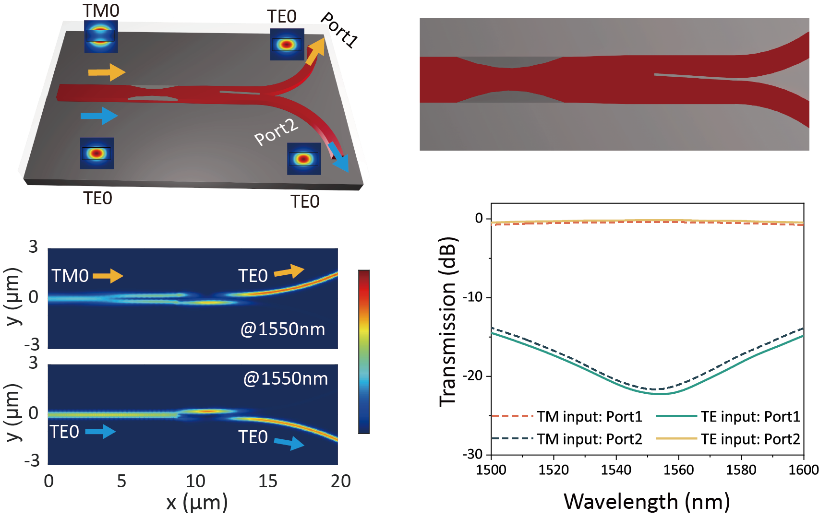 TM0
TE0
Port1
Port2
TE0
TE0
3
TM0
TE0
0
y (μm)
@1550nm
-3
3
@1550nm
y (μm)
0
TE0
TE0
-3
0
5
10
15
20
x (μm)
0
-10
-20
-30
Transmission (dB)
TM input: Port1
TE input: Port1
TM input: Port2
TE input: Port2
1500
1520
1540
1560
1580
1600
Wavelength (nm)